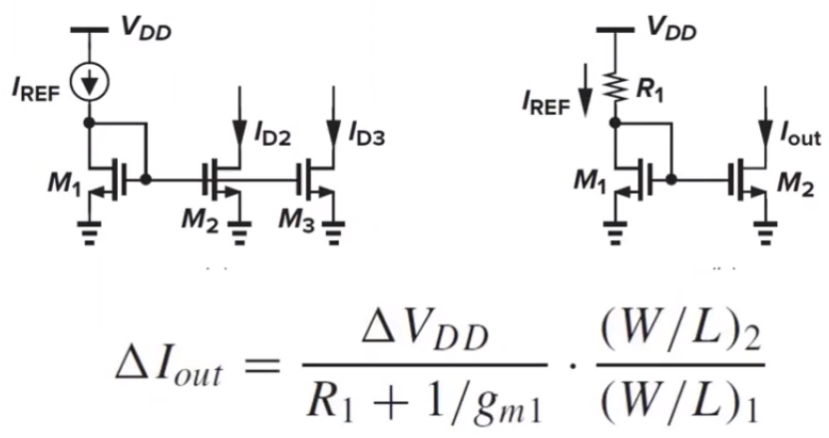 V_DD
V_DD
I_REF
I_REF
R_1
I_D2
I_D3
I_out
M_1
M_2
M_3
M_1
M_2
ΔI_out = ΔV_DD / (R_1 + 1/g_m1) · (W/L)_2 / (W/L)_1